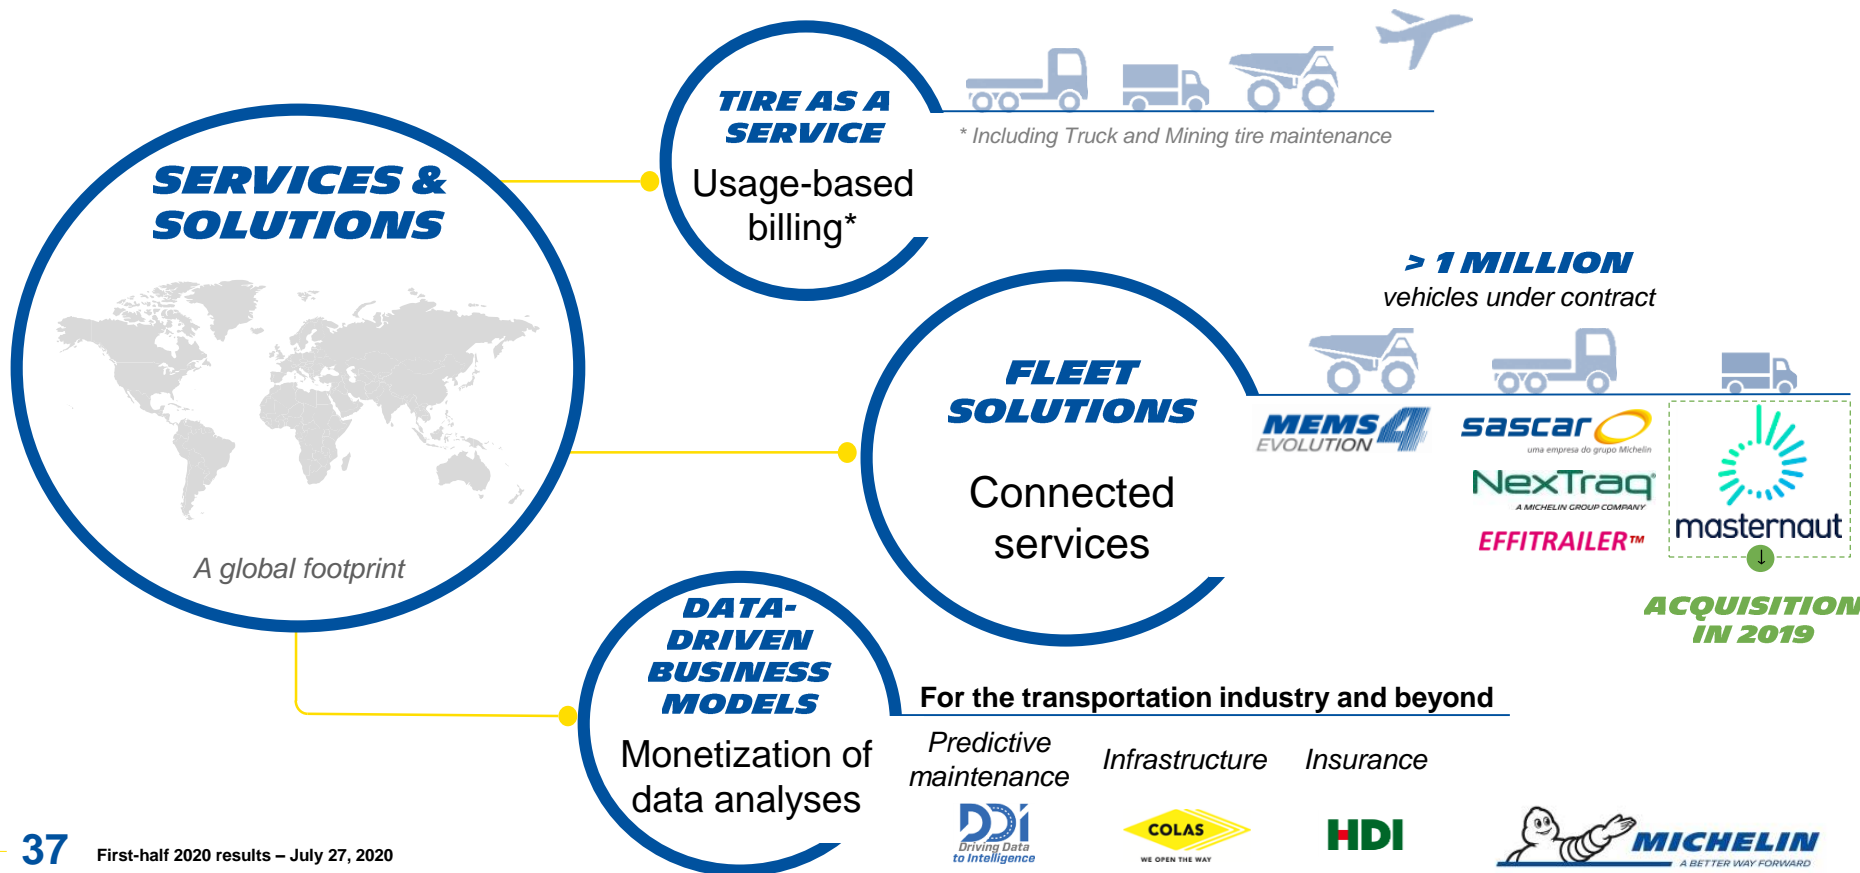 SERVICES &
SOLUTIONS
A global footprint
TIRE AS A
SERVICE
Usage-based
billing*
* Including Truck and Mining tire maintenance
FLEET
SOLUTIONS
Connected
services
> 1 MILLION
vehicles under contract
MEMS4
EVOLUTION
sascar
uma empresa do grupo Michelin
NexTraq
A MICHELIN GROUP COMPANY
EFFITRAILER™
masternaut
↓
ACQUISITION
IN 2019
DATA-
DRIVEN
BUSINESS
MODELS
Monetization of
data analyses
For the transportation industry and beyond
Predictive
maintenance
Infrastructure
Insurance
DDi
Driving Data
to Intelligence
COLAS
WE OPEN THE WAY
HDI
37
First-half 2020 results – July 27, 2020
MICHELIN
A BETTER WAY FORWARD